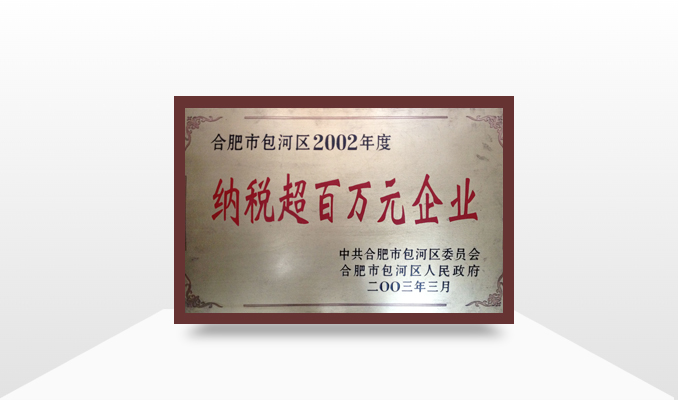 合肥市包河区2002年度
纳税超百万元企业
中共合肥市包河区委员会
合肥市包河区人民政府
二〇〇三年三月